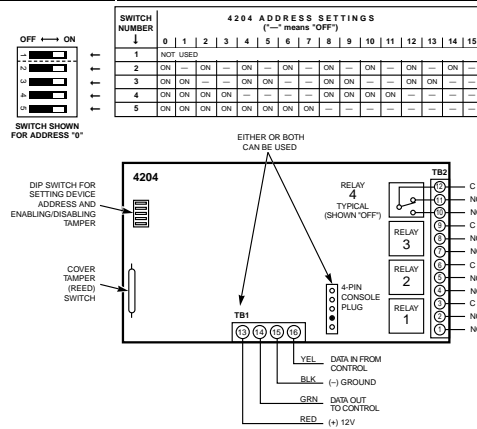 SWITCH NUMBER ↓
4204 ADDRESS SETTINGS
("—" means "OFF")
0 1 2 3 4 5 6 7 8 9 10 11 12 13 14 15
1 NOT USED
2 ON — ON — ON — ON — ON — ON — ON — ON —
3 ON ON — — ON ON — — ON ON — — ON ON — —
4 ON ON ON ON — — — — ON ON ON ON — — — —
5 ON ON ON ON ON ON ON ON — — — — — — — —
OFF ↔ ON
1
2
3
4
5
SWITCH SHOWN
FOR ADDRESS "0"
EITHER OR BOTH
CAN BE USED
4204
DIP SWITCH FOR
SETTING DEVICE
ADDRESS AND
ENABLING/DISABLING
TAMPER
COVER
TAMPER
(REED)
SWITCH
RELAY
4
TYPICAL
(SHOWN "OFF")
RELAY
3
RELAY
2
RELAY
1
4-PIN
CONSOLE
PLUG
TB2
12 C
11
10
9 C
8
7
6 C
5
4
3 C
2
1
TB1
13 14 15 16
YEL DATA IN FROM
CONTROL
BLK (–) GROUND
GRN DATA OUT
TO CONTROL
RED (+) 12V